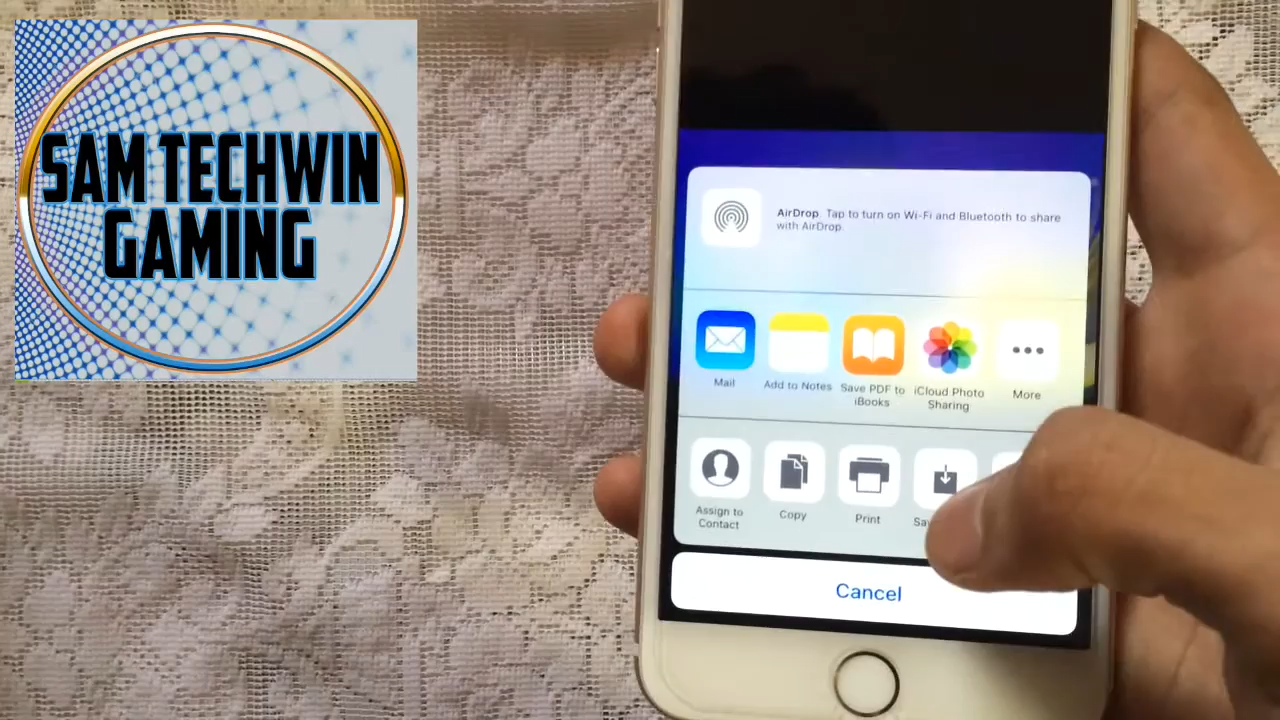 SAM TECHWIN
GAMING
AirDrop. Tap to turn on Wi-Fi and Bluetooth to share
with AirDrop.
Mail
Add to Notes
Save PDF to
iBooks
iCloud Photo
Sharing
More
Assign to
Contact
Copy
Print
Cancel